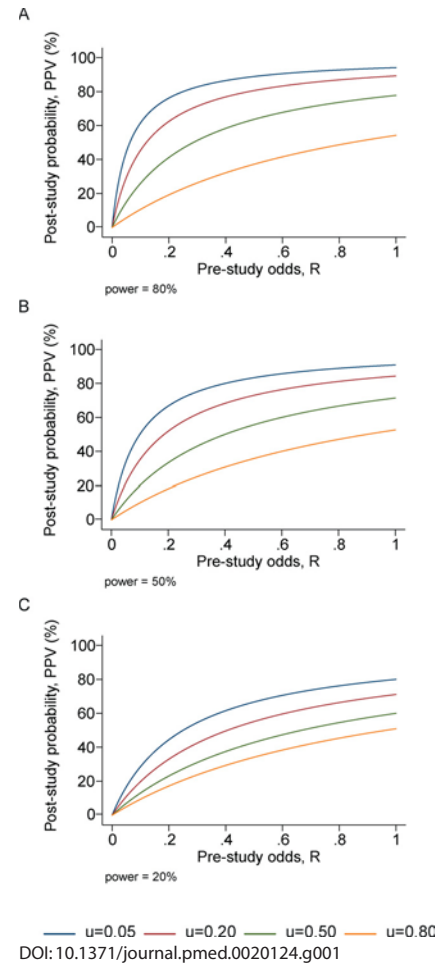 A
Post-study probability, PPV (%)
100
80
60
40
20
0
0 .2 .4 .6 .8 1
Pre-study odds, R
power = 80%
B
Post-study probability, PPV (%)
100
80
60
40
20
0
0 .2 .4 .6 .8 1
Pre-study odds, R
power = 50%
C
Post-study probability, PPV (%)
100
80
60
40
20
0
0 .2 .4 .6 .8 1
Pre-study odds, R
power = 20%
u=0.05 u=0.20 u=0.50 u=0.80
DOI: 10.1371/journal.pmed.0020124.g001